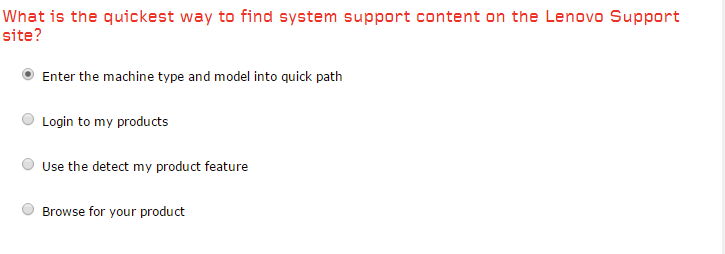 What is the quickest way to find system support content on the Lenovo Support
site?
Enter the machine type and model into quick path
Login to my products
Use the detect my product feature
Browse for your product